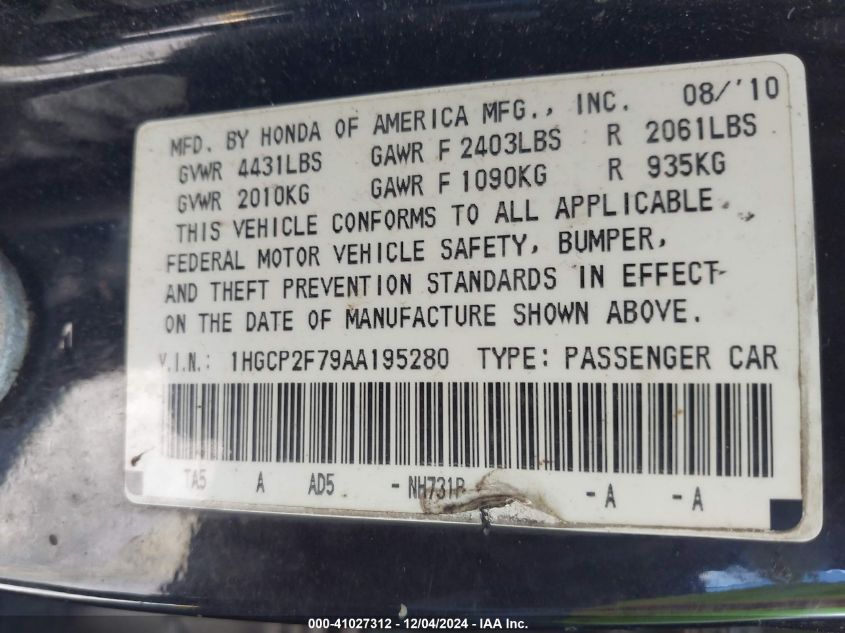 MFD. BY HONDA OF AMERICA MFG., INC. 08/'10
GVWR 4431LBS GAWR F 2403LBS R 2061LBS
GVWR 2010KG GAWR F 1090KG R 935KG
THIS VEHICLE CONFORMS TO ALL APPLICABLE
FEDERAL MOTOR VEHICLE SAFETY, BUMPER,
AND THEFT PREVENTION STANDARDS IN EFFECT
ON THE DATE OF MANUFACTURE SHOWN ABOVE.
V.I.N.: 1HGCP2F79AA195280 TYPE: PASSENGER CAR
TA5 A AD5 - NH731P - A - A
000-41027312 - 12/04/2024 - IAA Inc.